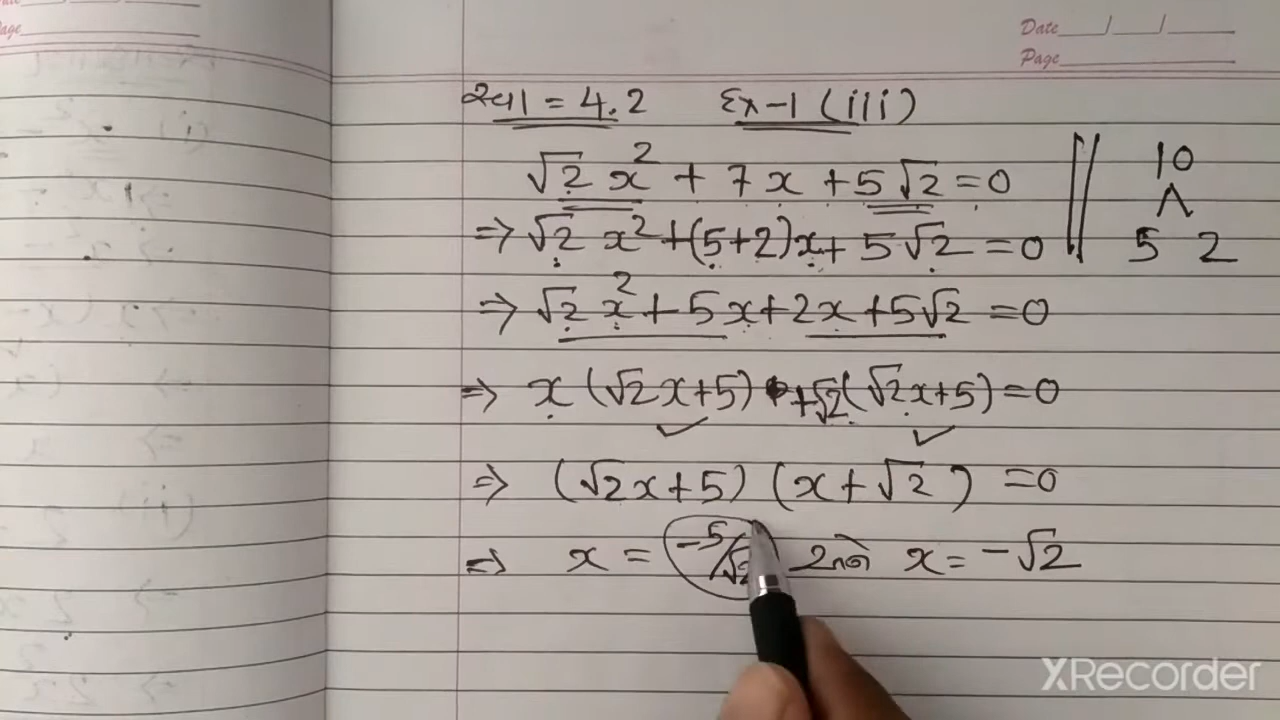 Date
Page
Page
= 4.2 Ex-1 (iii)
√2 x² + 7x + 5√2 = 0
10
⇒ √2 x² + (5+2)x + 5√2 = 0
5 2
⇒ √2 x² + 5x + 2x + 5√2 = 0
⇒ x (√2x+5) +√2 (√2x+5) = 0
⇒ (√2x+5) (x+√2) = 0
⇒ x = -5/√2 x = -√2
XRecorder